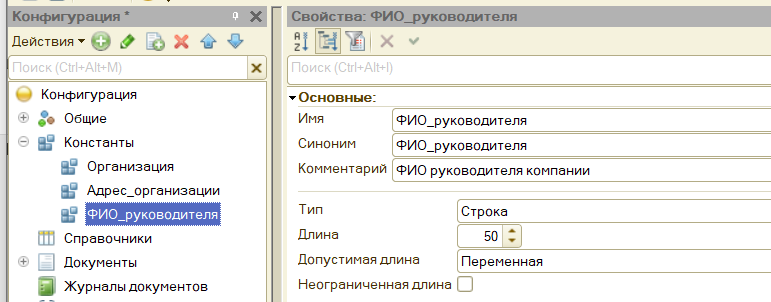 Конфигурация *
Действия
Поиск (Ctrl+Alt+M)
Конфигурация
Общие
Константы
Организация
Адрес_организации
ФИО_руководителя
Справочники
Документы
Журналы документов
Свойства: ФИО_руководителя
Поиск (Ctrl+Alt+I)
Основные:
Имя ФИО_руководителя
Синоним ФИО_руководителя
Комментарий ФИО руководителя компании
Тип Строка
Длина 50
Допустимая длина Переменная
Неограниченная длина